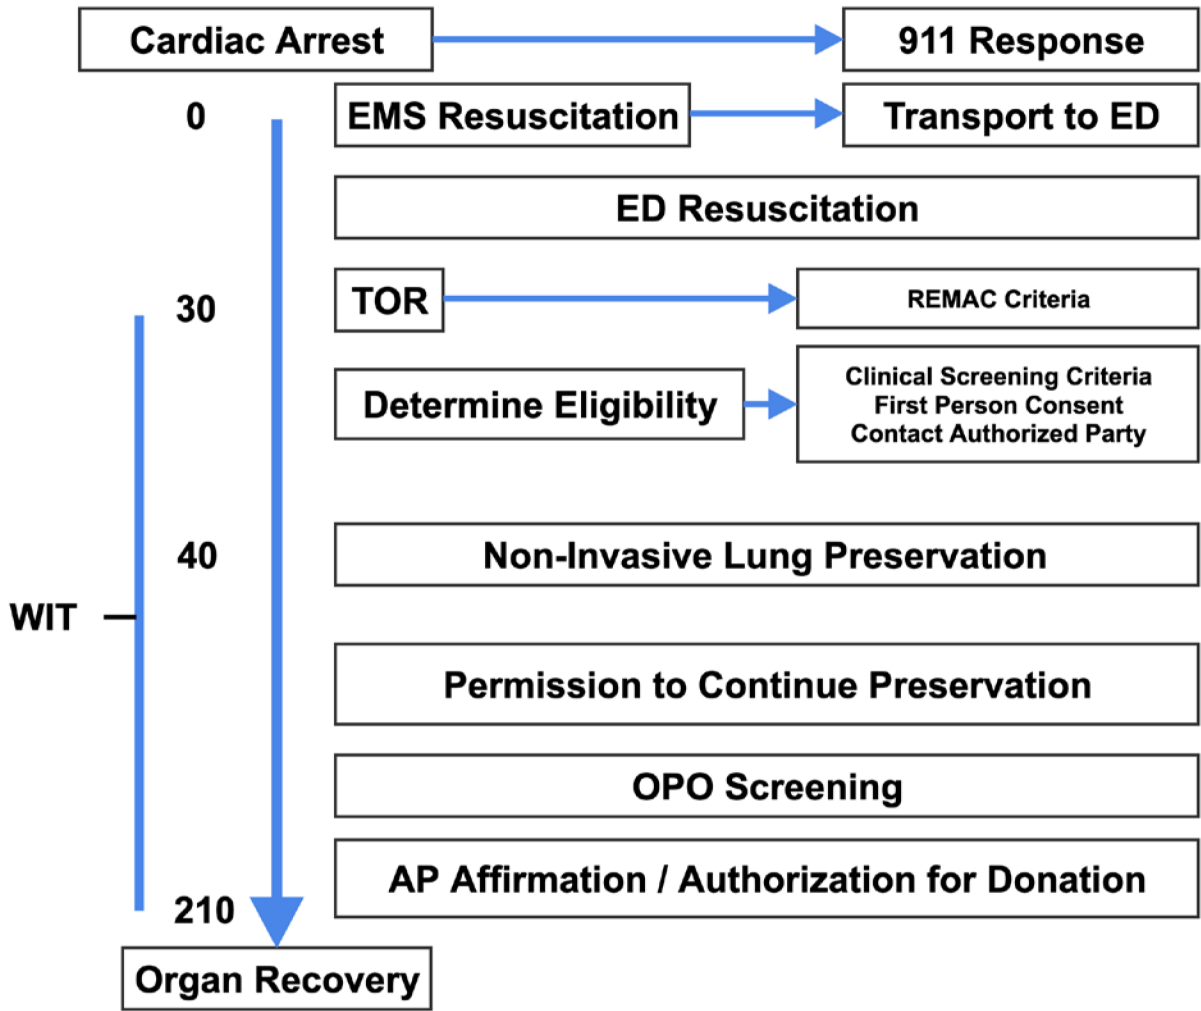 Cardiac Arrest
911 Response
0
EMS Resuscitation
Transport to ED
ED Resuscitation
30
TOR
REMAC Criteria
Determine Eligibility
Clinical Screening Criteria
First Person Consent
Contact Authorized Party
40
Non-Invasive Lung Preservation
WIT
Permission to Continue Preservation
OPO Screening
AP Affirmation / Authorization for Donation
210
Organ Recovery